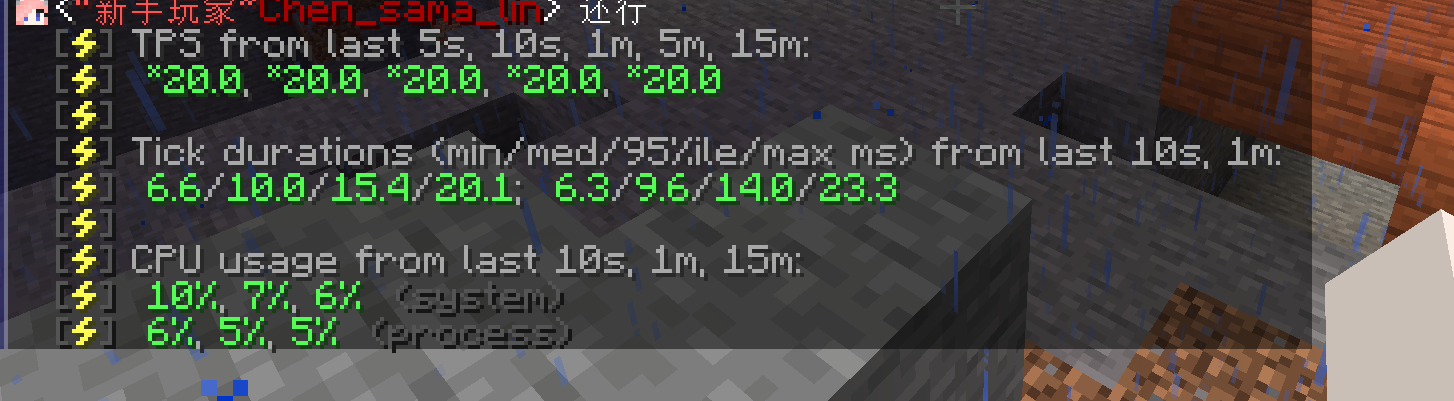 <"新手玩家"Chen_sama_lin> 还行
[⚡] TPS from last 5s, 10s, 1m, 5m, 15m:
[⚡] *20.0, *20.0, *20.0, *20.0, *20.0
[⚡]
[⚡] Tick durations (min/med/95%ile/max ms) from last 10s, 1m:
[⚡] 6.6/10.0/15.4/20.1; 6.3/9.6/14.0/23.3
[⚡]
[⚡] CPU usage from last 10s, 1m, 15m:
[⚡] 10%, 7%, 6% (system)
[⚡] 6%, 5%, 5% (process)